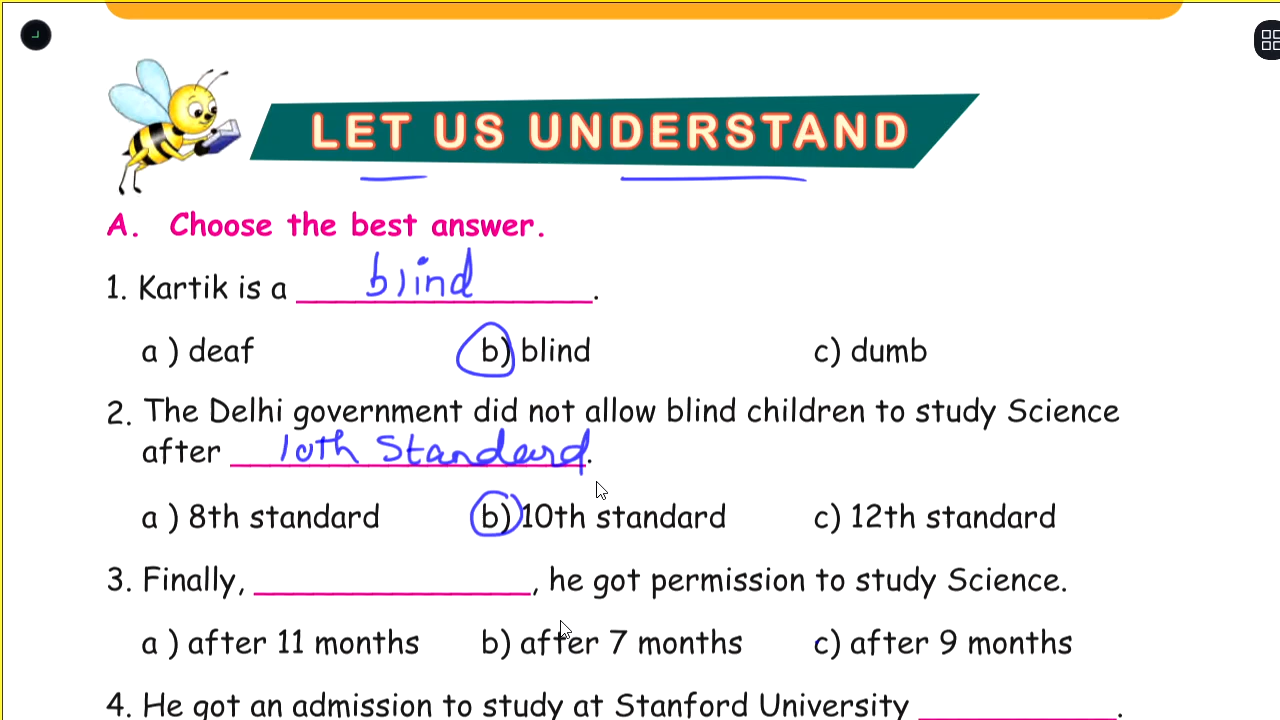 LET US UNDERSTAND
A. Choose the best answer.
1. Kartik is a blind.
a ) deaf b) blind c) dumb
2. The Delhi government did not allow blind children to study Science
after 10th Standard.
a ) 8th standard b) 10th standard c) 12th standard
3. Finally, ________________, he got permission to study Science.
a ) after 11 months b) after 7 months c) after 9 months
4. He got an admission to study at Stanford University ____________.